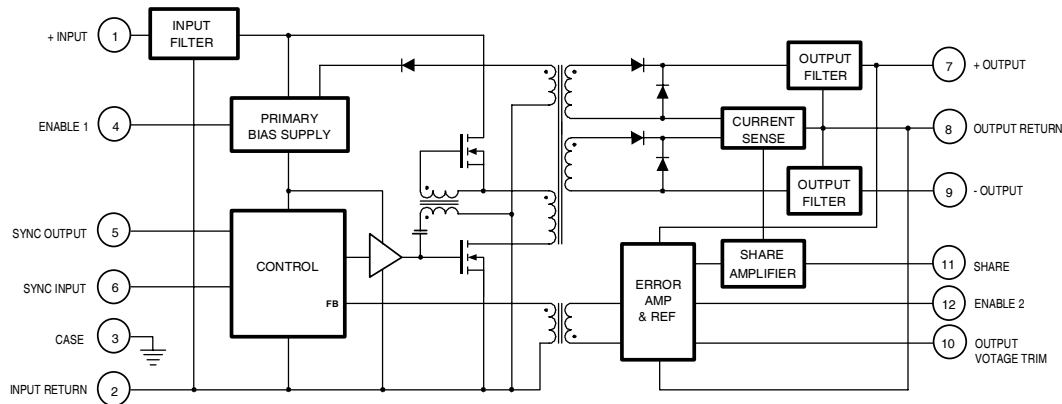 + INPUT
1
INPUT
FILTER
ENABLE 1
4
PRIMARY
BIAS SUPPLY
SYNC OUTPUT
5
SYNC INPUT
6
CONTROL
FB
CASE
3
INPUT RETURN
2
OUTPUT
FILTER
7
+ OUTPUT
CURRENT
SENSE
8
OUTPUT RETURN
OUTPUT
FILTER
9
- OUTPUT
ERROR
AMP
& REF
SHARE
AMPLIFIER
11
SHARE
12
ENABLE 2
10
OUTPUT
VOTAGE TRIM